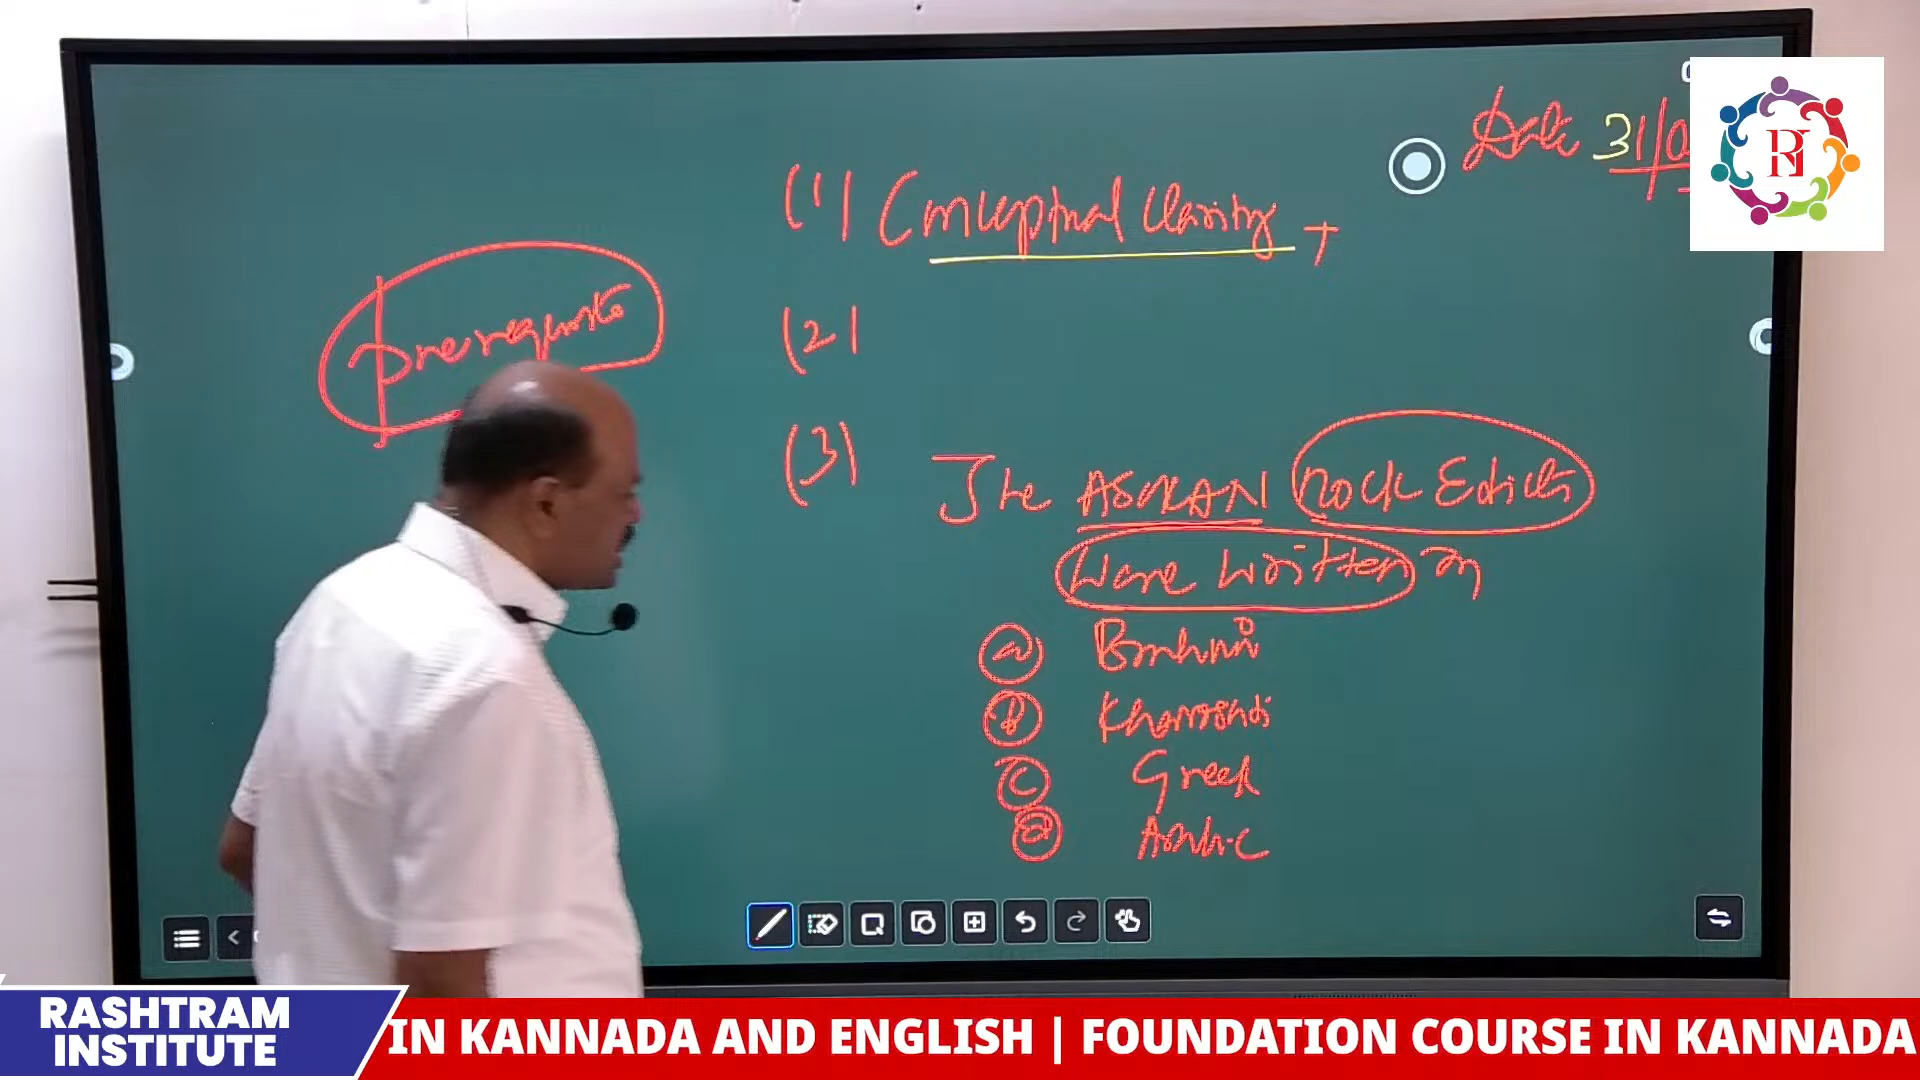 Date 31/0
(1) Conceptual Clarity +
prerequisite
(2)
(3)
The ASOKAN rock Edicts
were written in
a Brahmi
b Kharoshti
c Greek
d Arabic
RI
RASHTRAM
INSTITUTE
IN KANNADA AND ENGLISH | FOUNDATION COURSE IN KANNADA